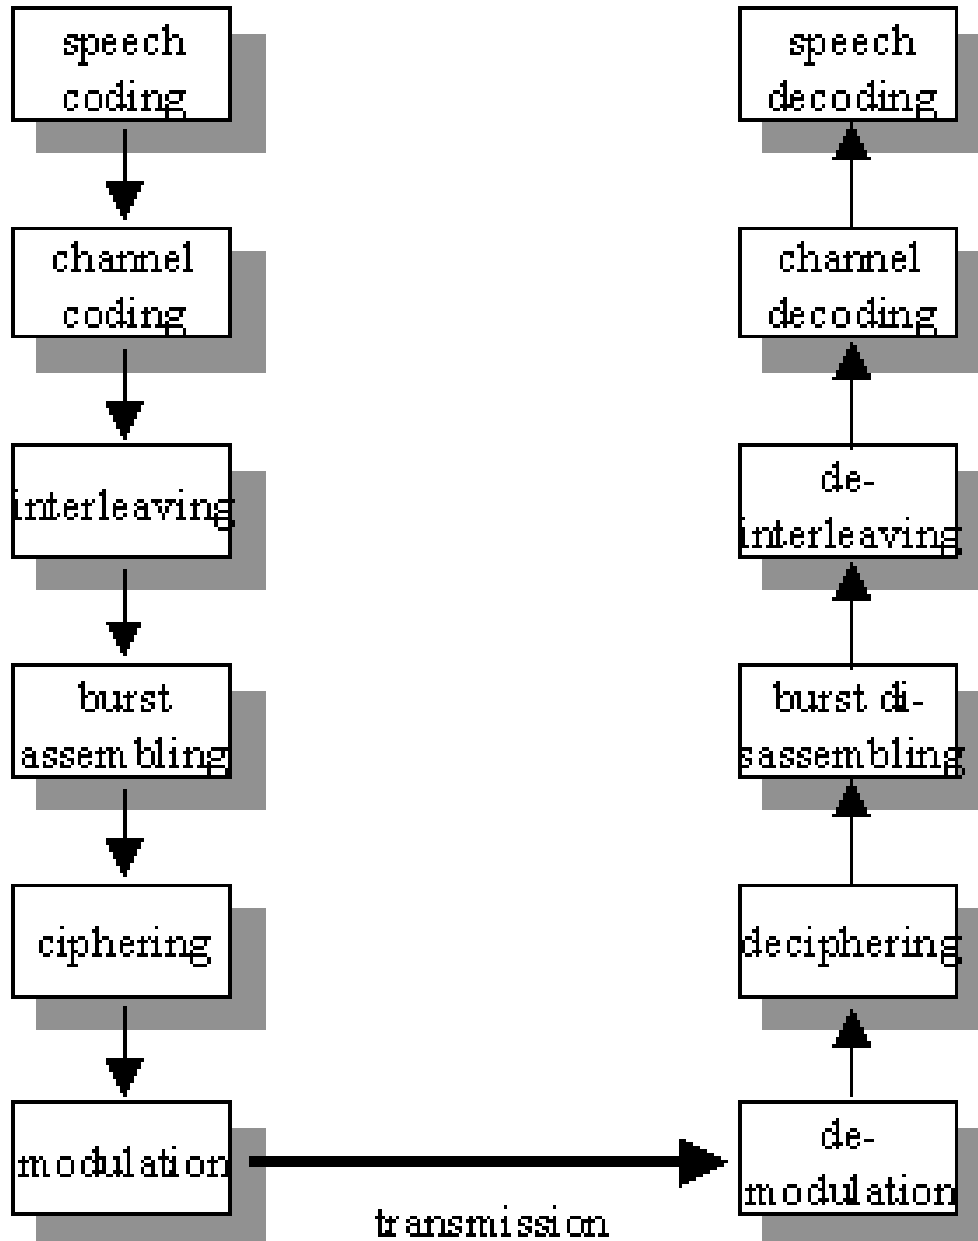 speech
coding
channel
coding
interleaving
burst
assembling
ciphering
modulation
transmission
de-
modulation
deciphering
burst di-
sassembling
de-
interleaving
channel
decoding
speech
decoding